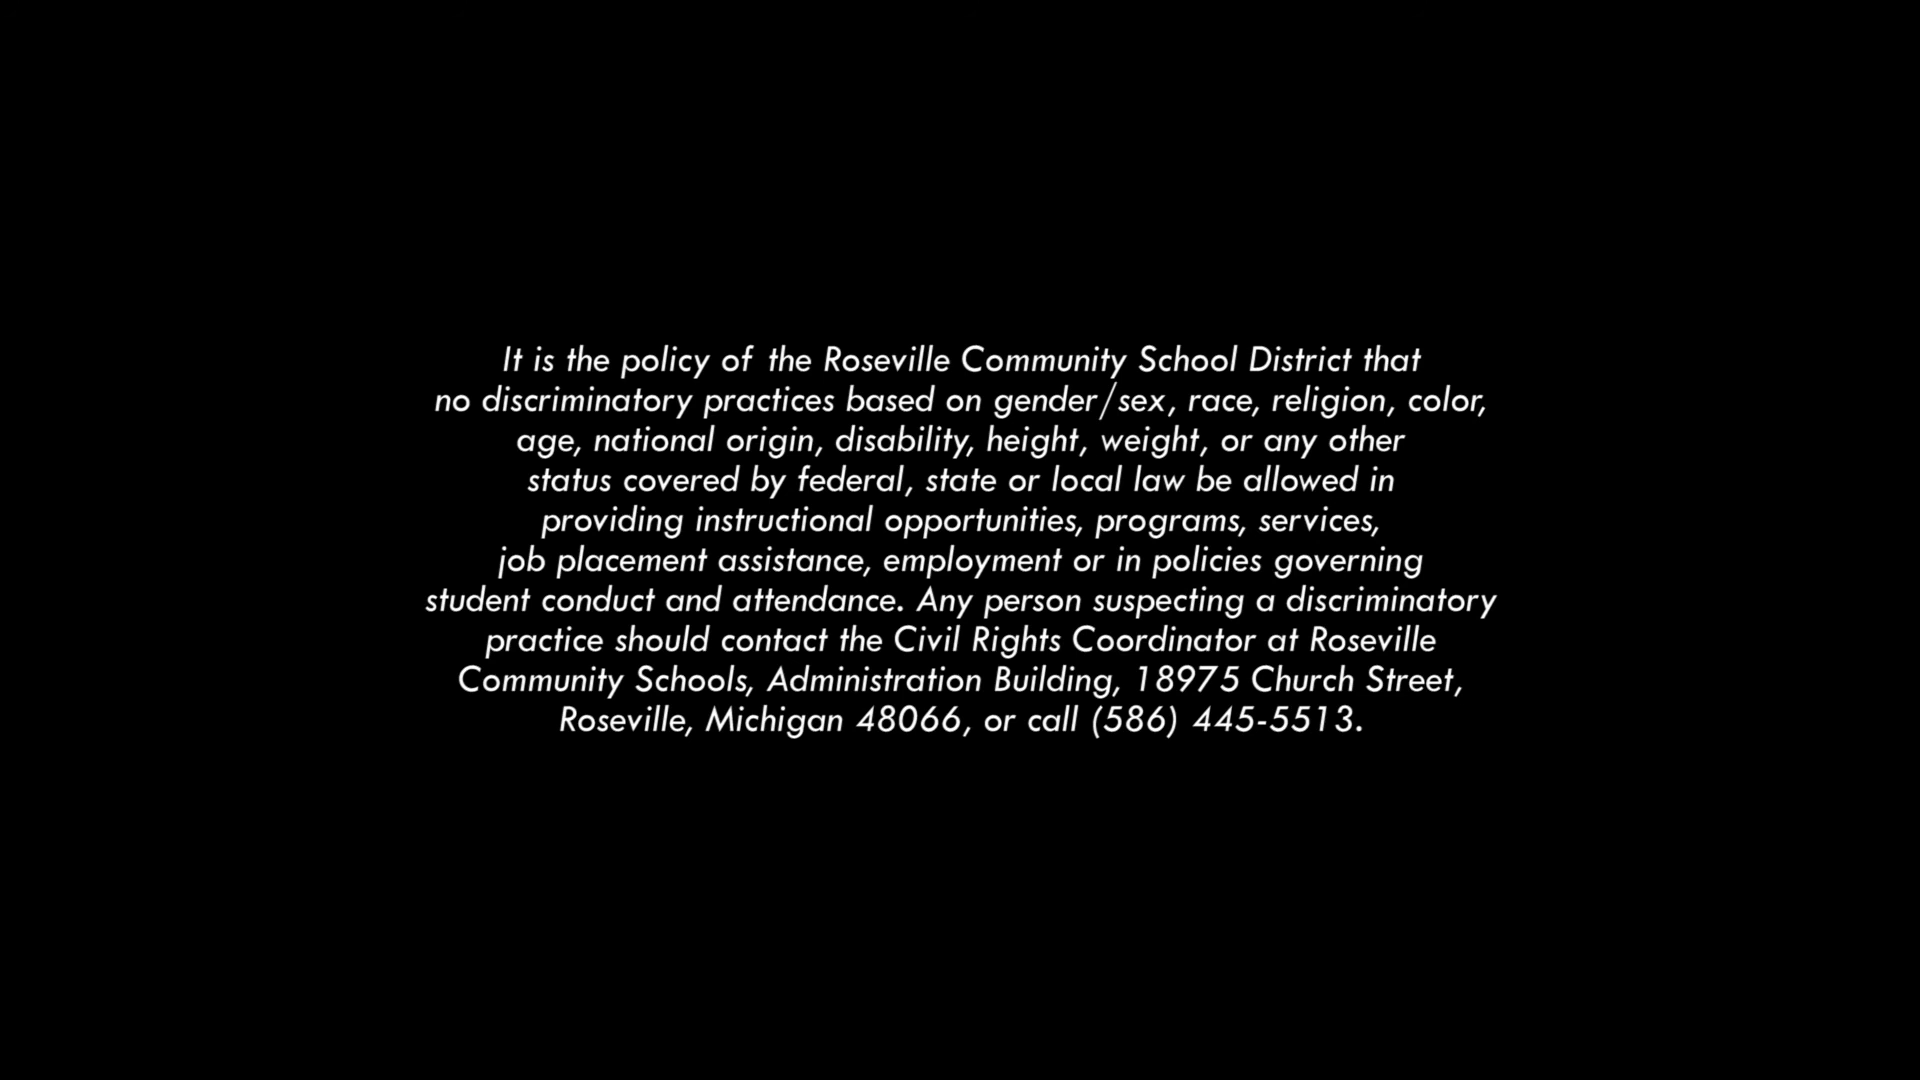 It is the policy of the Roseville Community School District that
no discriminatory practices based on gender/sex, race, religion, color,
age, national origin, disability, height, weight, or any other
status covered by federal, state or local law be allowed in
providing instructional opportunities, programs, services,
job placement assistance, employment or in policies governing
student conduct and attendance. Any person suspecting a discriminatory
practice should contact the Civil Rights Coordinator at Roseville
Community Schools, Administration Building, 18975 Church Street,
Roseville, Michigan 48066, or call (586) 445-5513.